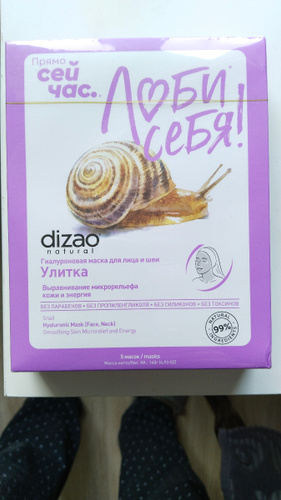 Прямо
сей
час.
Люби
себя!
dizao
natural
Гиалуроновая маска для лица и шеи
Улитка
Выравнивание микрорельефа
кожи и энергия
БЕЗ ПАРАБЕНОВ • БЕЗ ПРОПИЛЕНГЛИКОЛЯ • БЕЗ СИЛИКОНОВ • БЕЗ ТОКСИНОВ
Snail
Hyaluronic Mask (Face, Neck)
Smoothing Skin Microrelief and Energy
NATURAL
99%
INGREDIENT
5 масок / masks